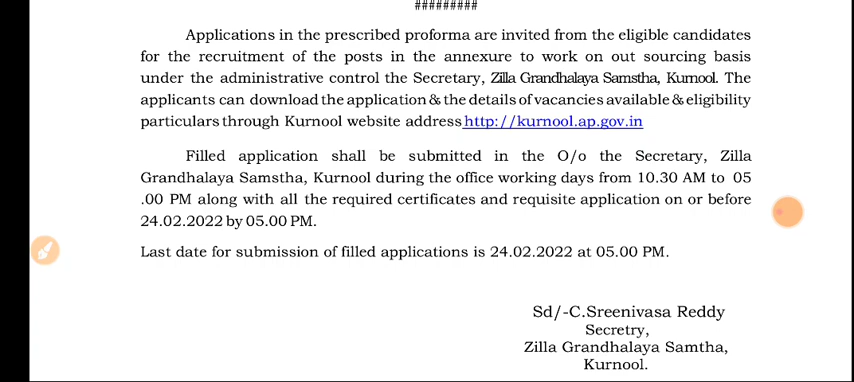 #########
Applications in the prescribed proforma are invited from the eligible candidates
for the recruitment of the posts in the annexure to work on out sourcing basis
under the administrative control the Secretary, Zilla Grandhalaya Samstha, Kurnool. The
applicants can download the application & the details of vacancies available & eligibility
particulars through Kurnool website address http://kurnool.ap.gov.in
Filled application shall be submitted in the O/o the Secretary, Zilla
Grandhalaya Samstha, Kurnool during the office working days from 10.30 AM to 05
.00 PM along with all the required certificates and requisite application on or before
24.02.2022 by 05.00 PM.
Last date for submission of filled applications is 24.02.2022 at 05.00 PM.
Sd/-C.Sreenivasa Reddy
Secretry,
Zilla Grandhalaya Samtha,
Kurnool.